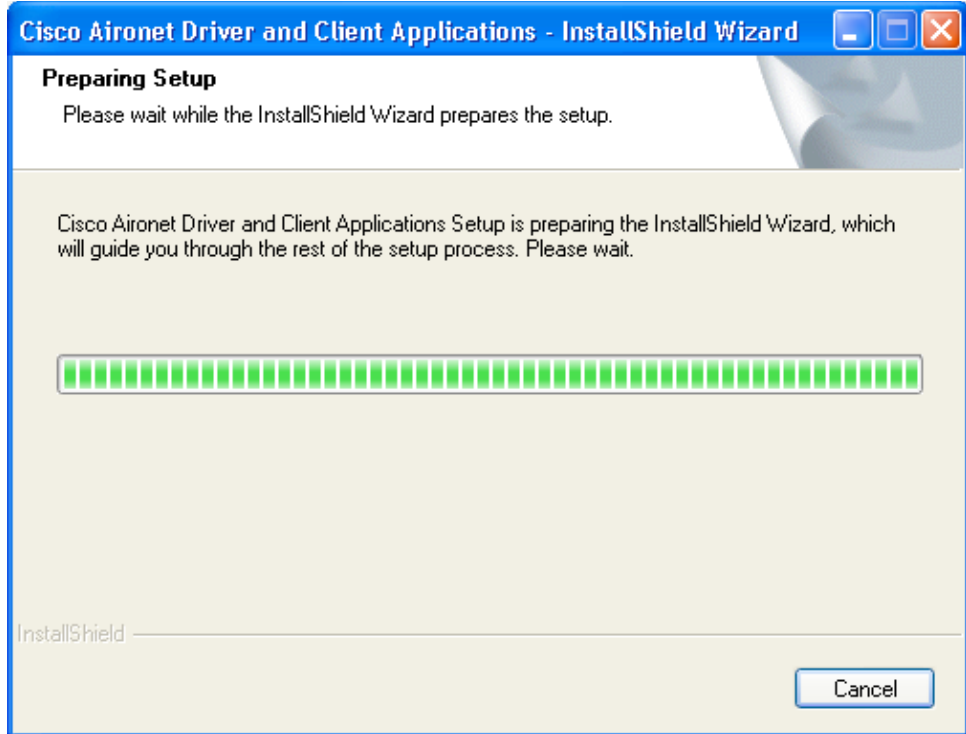 Cisco Aironet Driver and Client Applications - InstallShield Wizard
Preparing Setup
Please wait while the InstallShield Wizard prepares the setup.
Cisco Aironet Driver and Client Applications Setup is preparing the InstallShield Wizard, which
will guide you through the rest of the setup process. Please wait.
InstallShield
Cancel